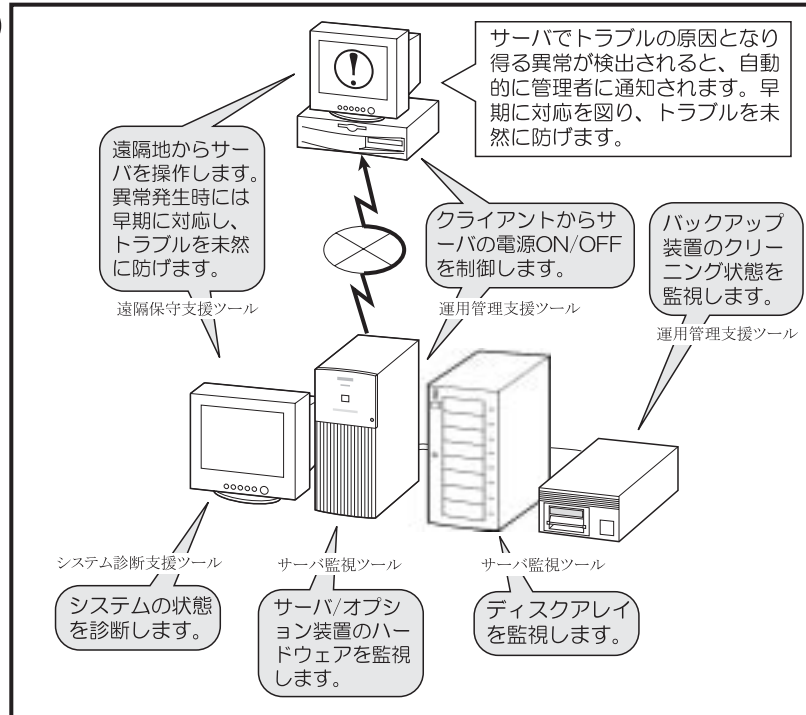 サーバでトラブルの原因となり
得る異常が検出されると、自動
的に管理者に通知されます。早
期に対応を図り、トラブルを未
然に防げます。
遠隔地からサー
バを操作します。
異常発生時には
早期に対応し、
トラブルを未然
に防げます。
遠隔保守支援ツール
クライアントからサ
ーバの電源ON/OFF
を制御します。
運用管理支援ツール
バックアップ
装置のクリー
ニング状態を
監視します。
運用管理支援ツール
システム診断支援ツール
システムの状態
を診断します。
サーバ監視ツール
サーバ/オプシ
ョン装置のハー
ドウェアを監視
します。
サーバ監視ツール
ディスクアレイ
を監視します。